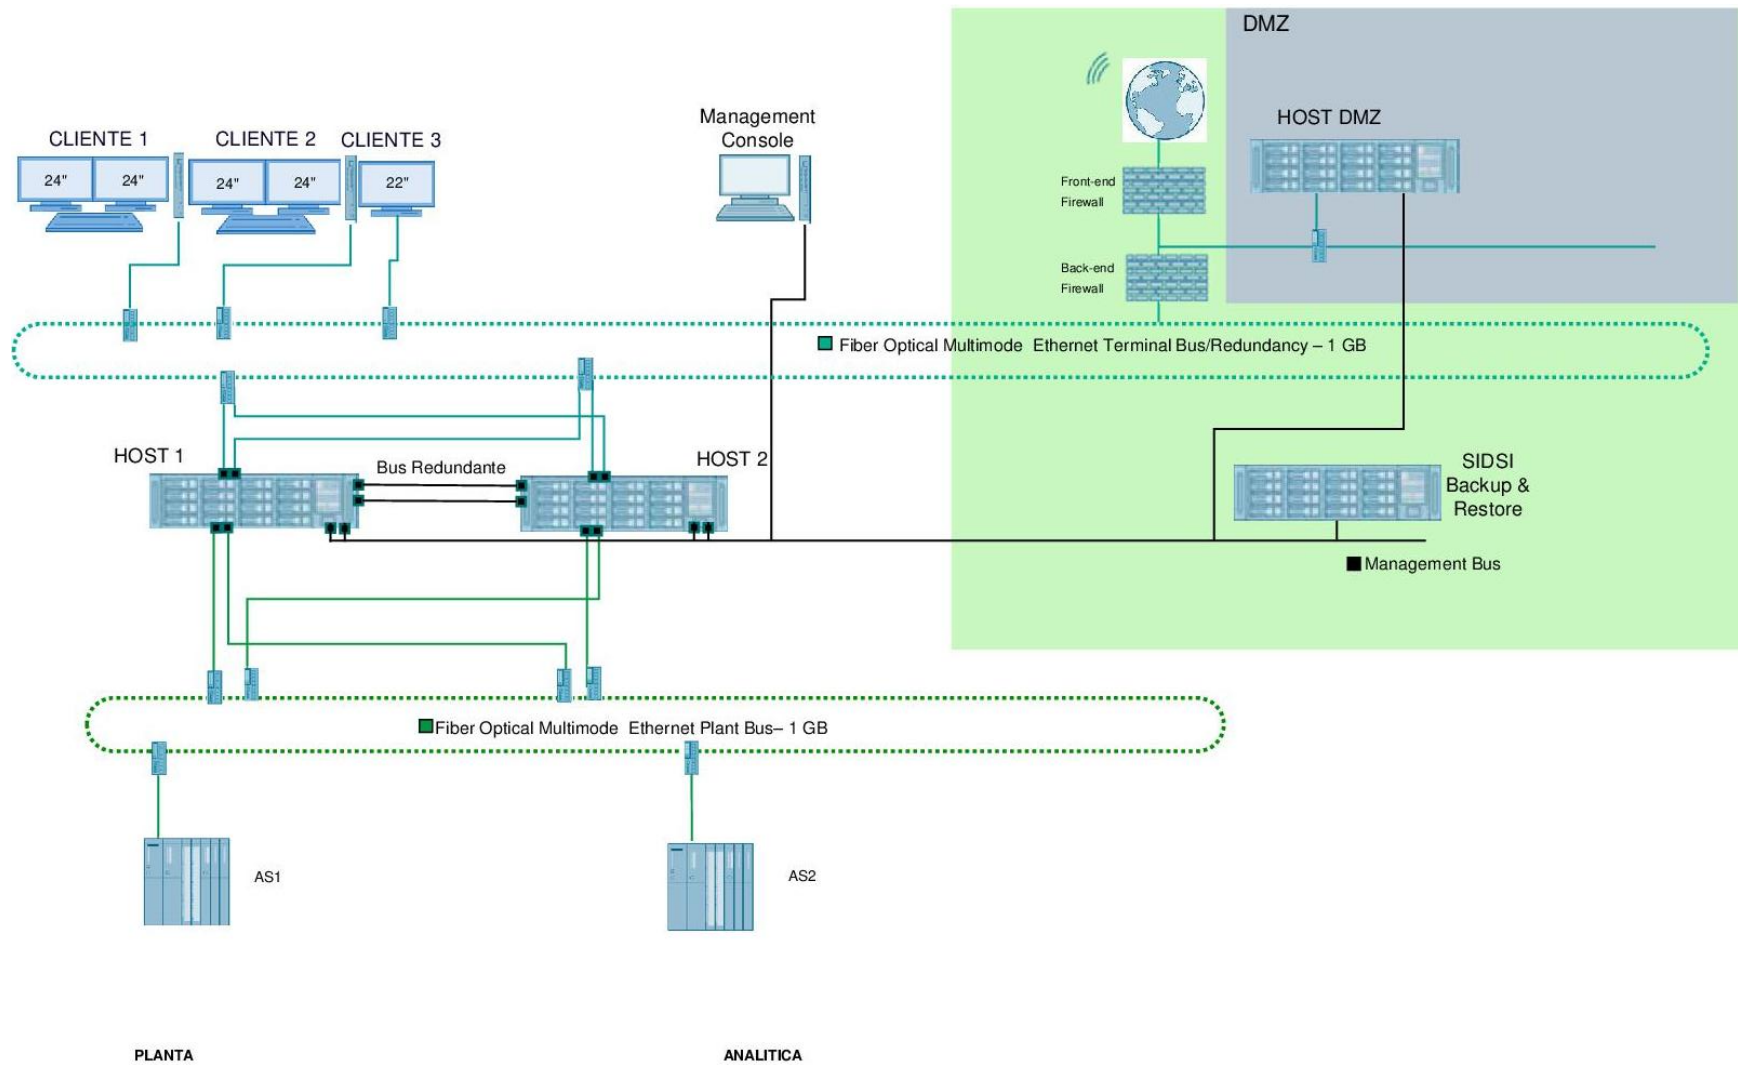 DMZ
CLIENTE 1
CLIENTE 2
CLIENTE 3
24"
24"
24"
24"
22"
Management
Console
HOST DMZ
Front-end
Firewall
Back-end
Firewall
Fiber Optical Multimode Ethernet Terminal Bus/Redundancy – 1 GB
HOST 1
Bus Redundante
HOST 2
SIDSI
Backup &
Restore
Management Bus
Fiber Optical Multimode Ethernet Plant Bus– 1 GB
AS1
AS2
PLANTA
ANALITICA